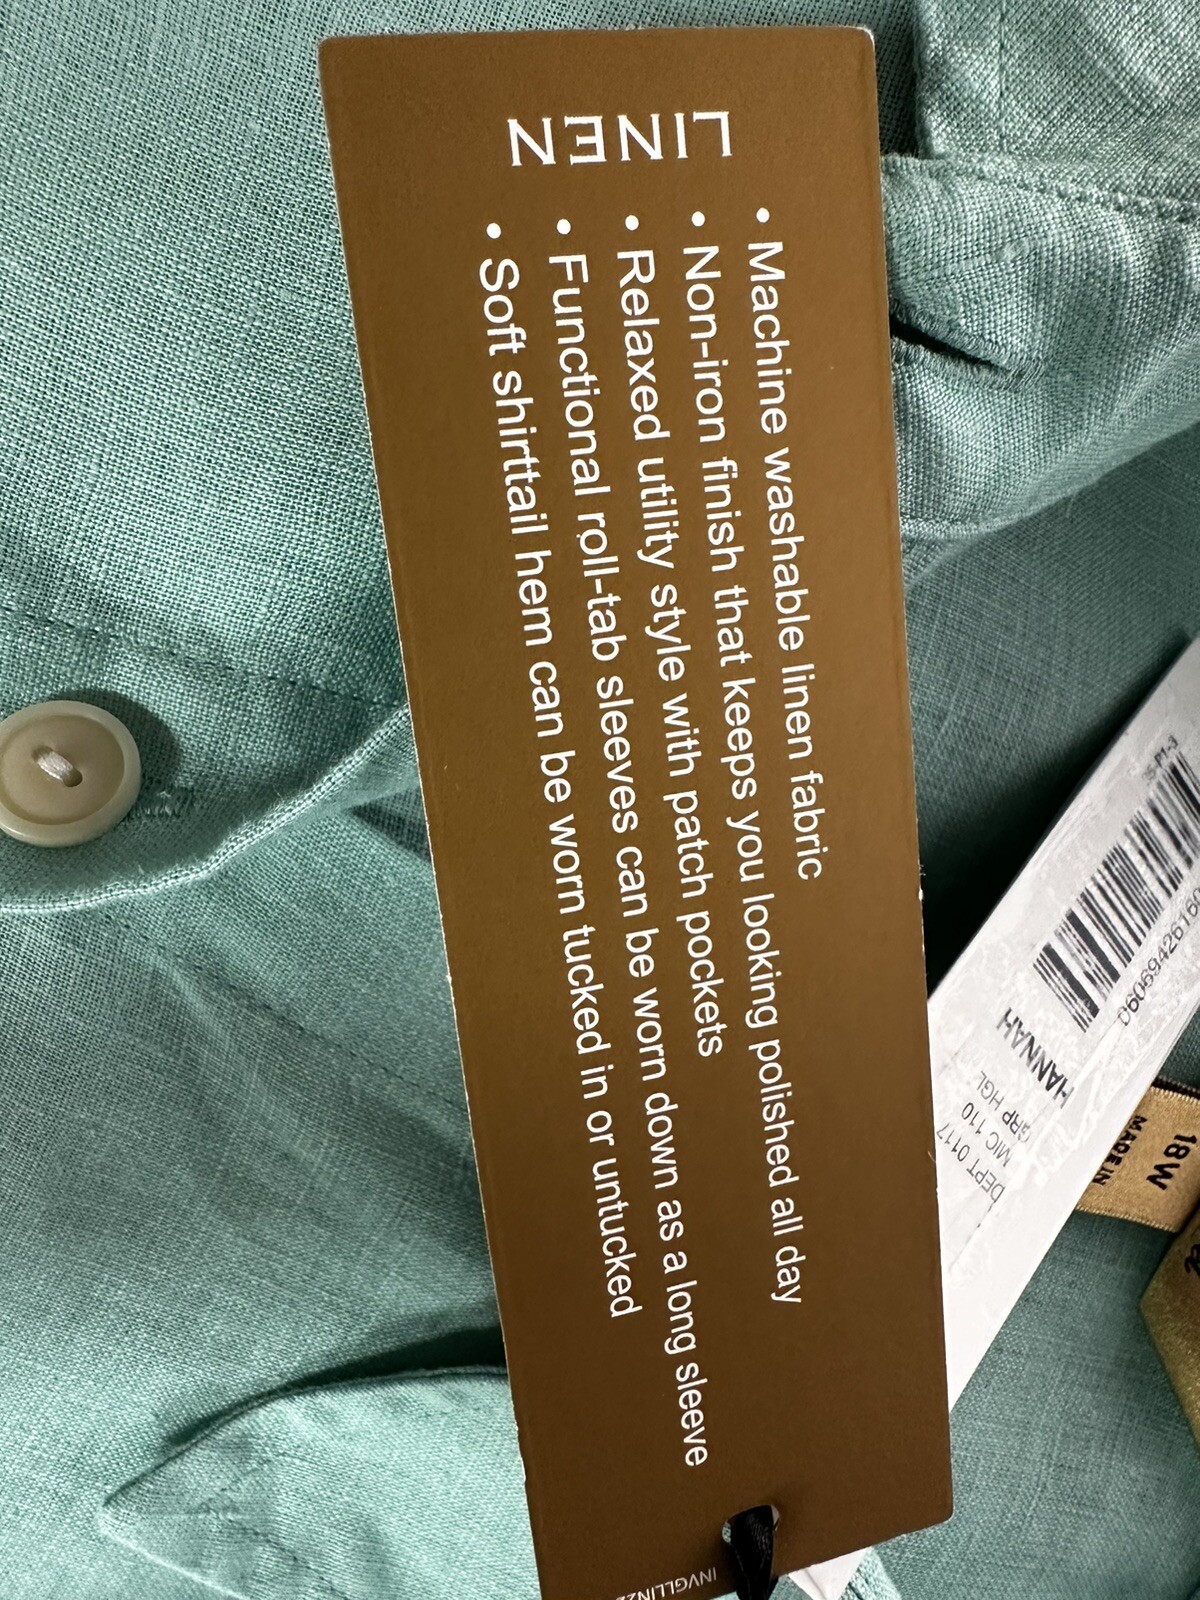 LINEN
• Machine washable linen fabric
• Non-iron finish that keeps you looking polished all day
• Relaxed utility style with patch pockets
• Functional roll-tab sleeves can be worn down as a long sleeve
• Soft shirttail hem can be worn tucked in or untucked
HANNAH
GRP HGL
MIC 110
DEPT 0117
18W
MADE IN